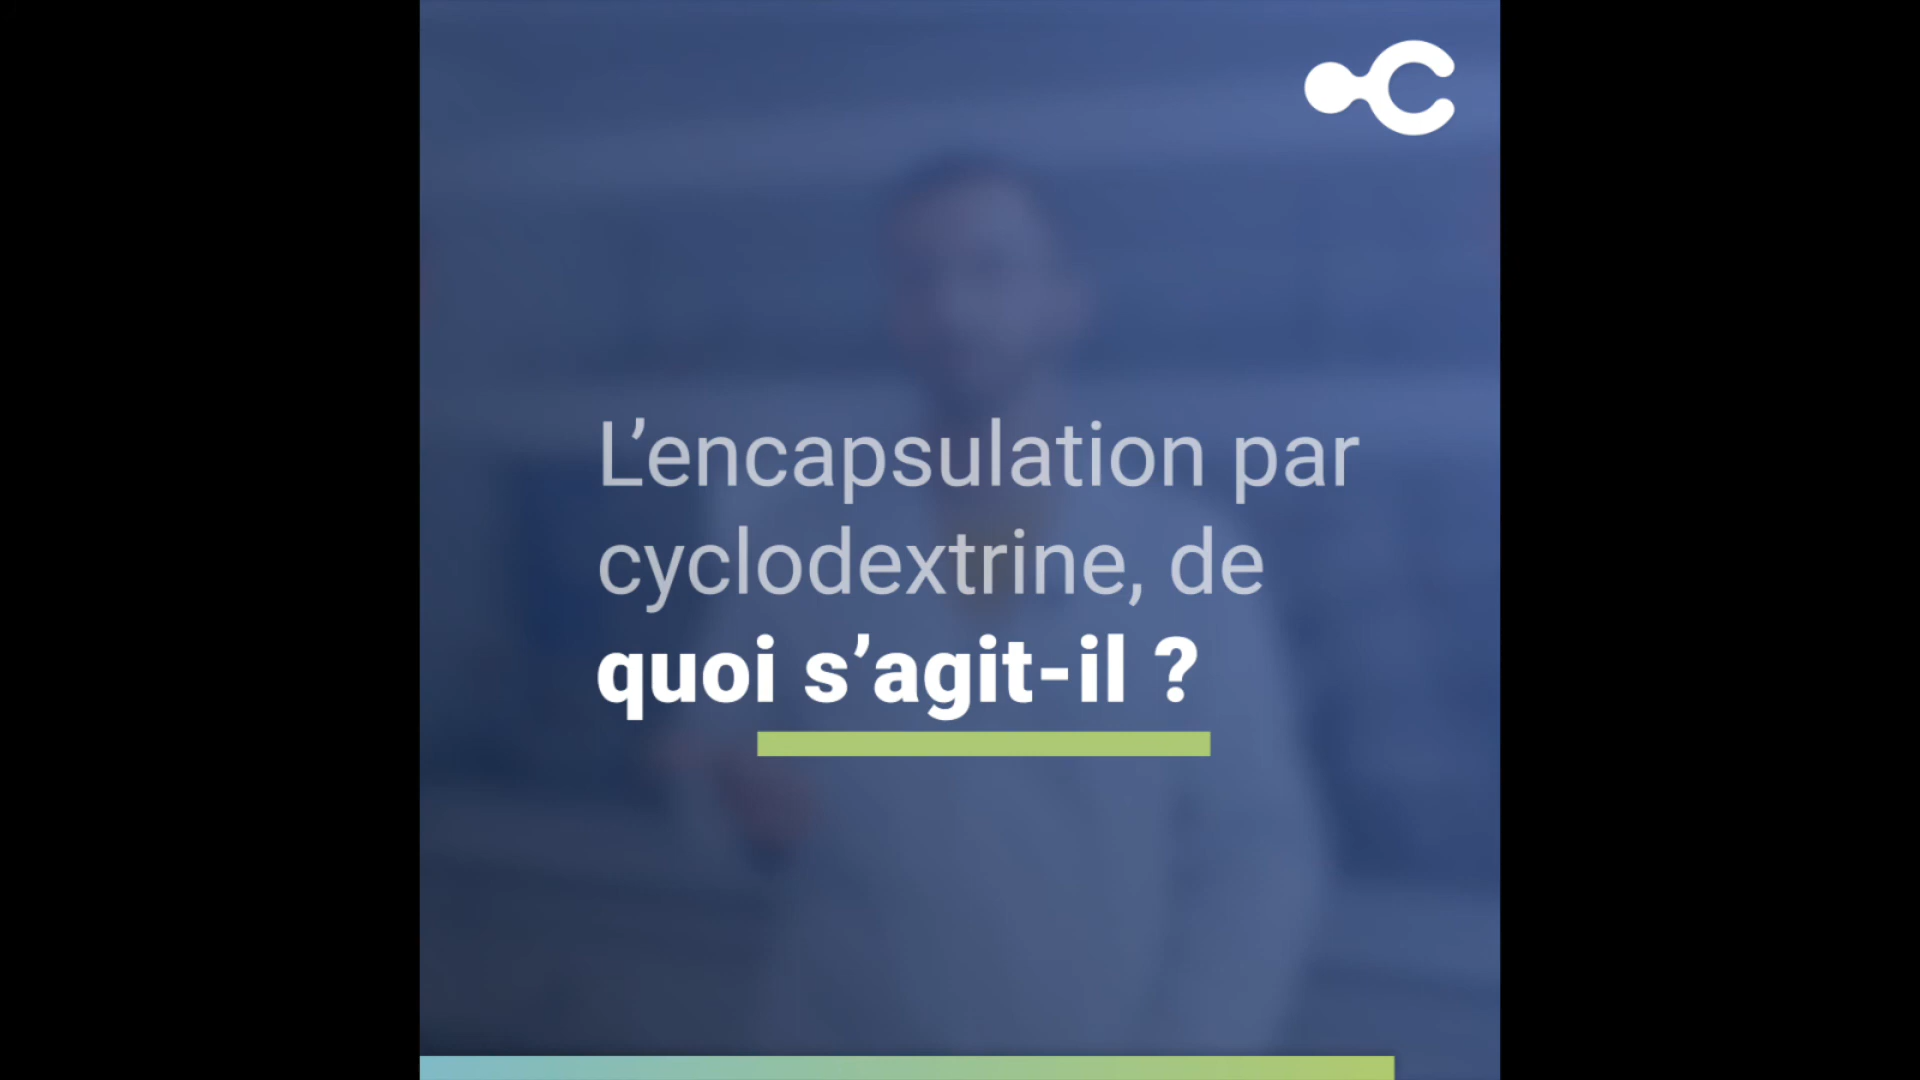 L’encapsulation par
cyclodextrine, de
quoi s’agit-il ?